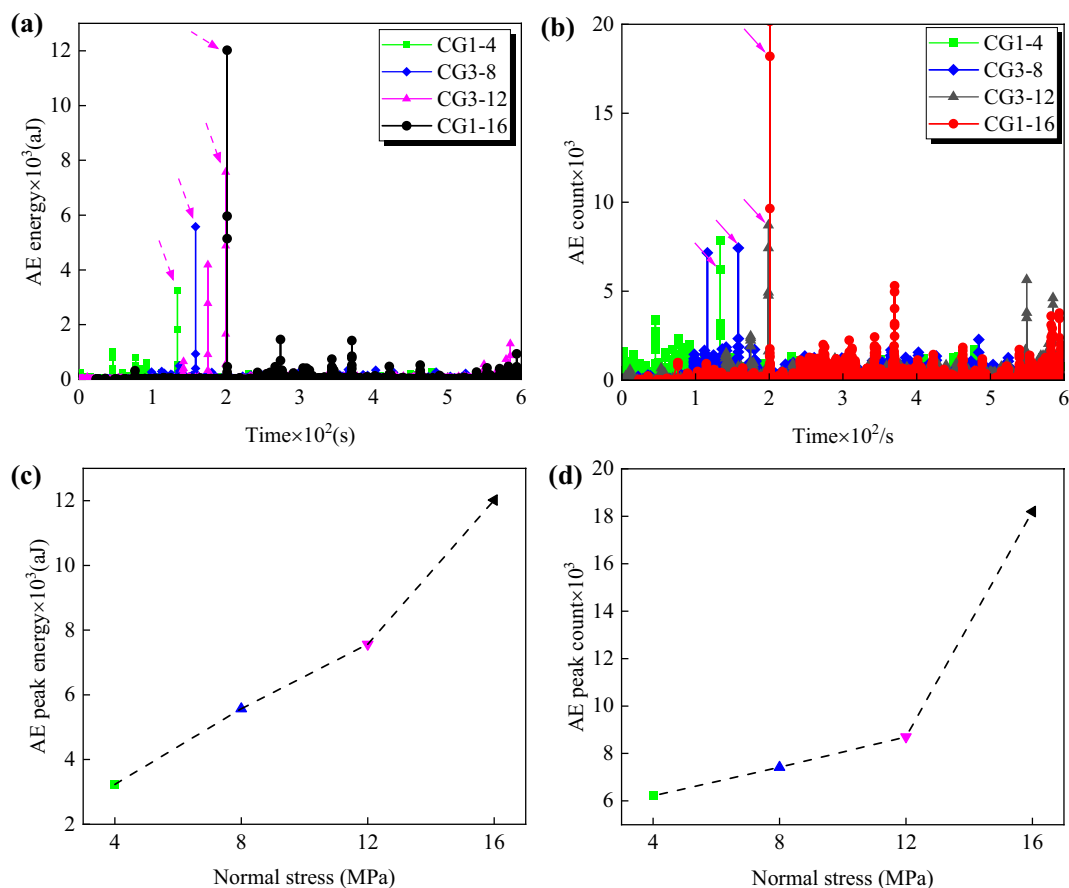 (a)
AE energy×10³(aJ)
12
10
8
6
4
2
0
CG1-4
CG3-8
CG3-12
CG1-16
0 1 2 3 4 5 6
Time×10²(s)
(b)
AE count×10³
20
15
10
5
0
CG1-4
CG3-8
CG3-12
CG1-16
0 1 2 3 4 5 6
Time×10²/s
(c)
AE peak energy×10³(aJ)
12
10
8
6
4
2
4 8 12 16
Normal stress (MPa)
(d)
AE peak count×10³
20
18
16
14
12
10
8
6
4 8 12 16
Normal stress (MPa)